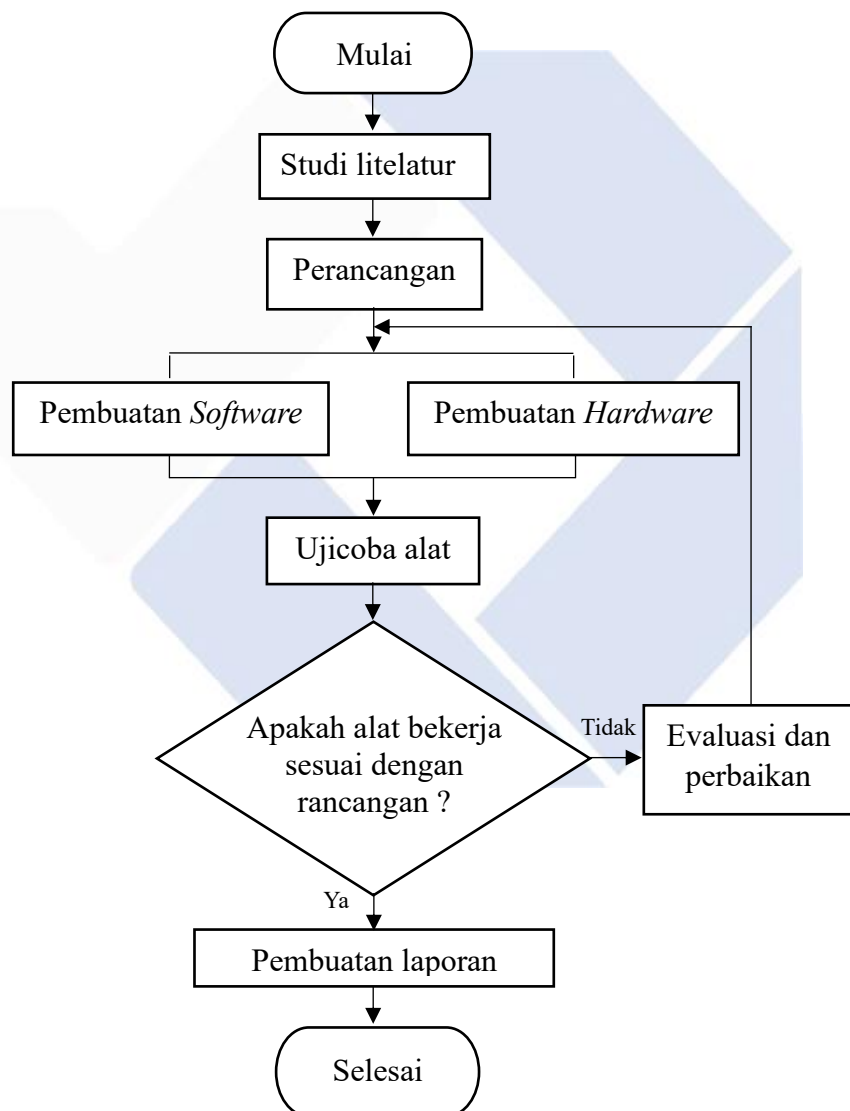 Mulai
Studi litelatur
Perancangan
Pembuatan Software
Pembuatan Hardware
Ujicoba alat
Apakah alat bekerja
sesuai dengan
rancangan ?
Tidak
Evaluasi dan
perbaikan
Ya
Pembuatan laporan
Selesai